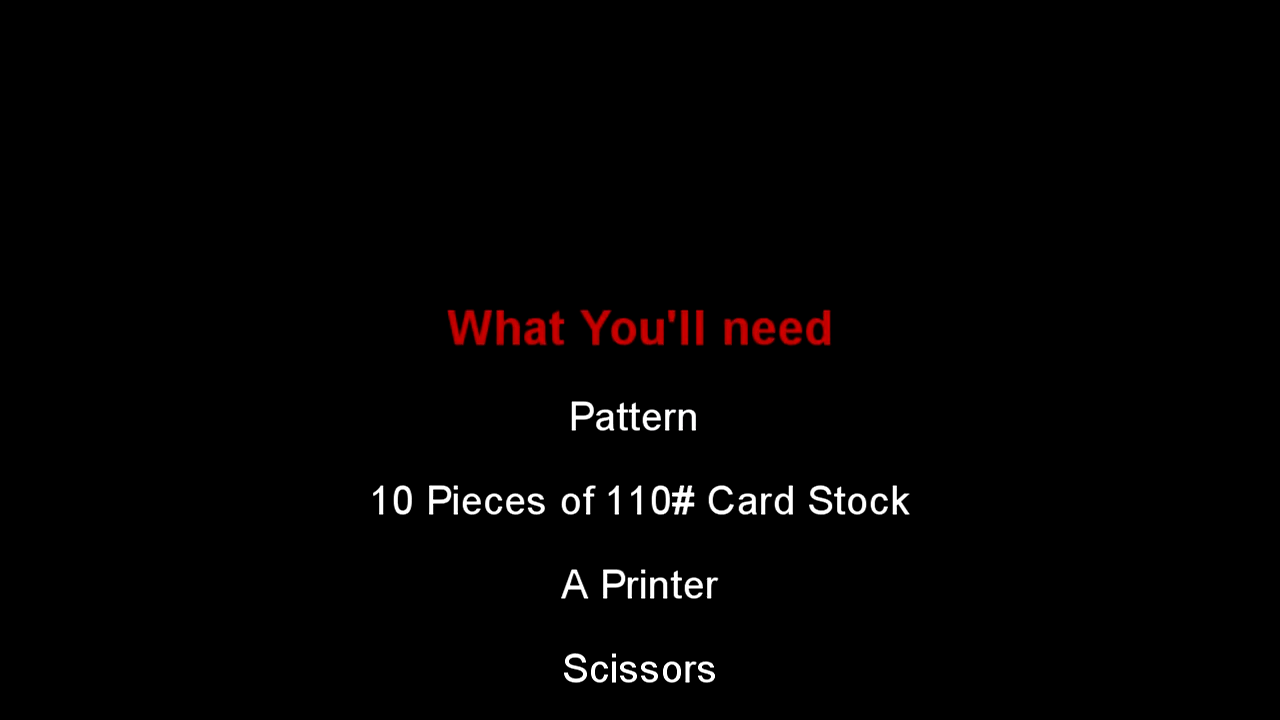 What You'll need
Pattern
10 Pieces of 110# Card Stock
A Printer
Scissors